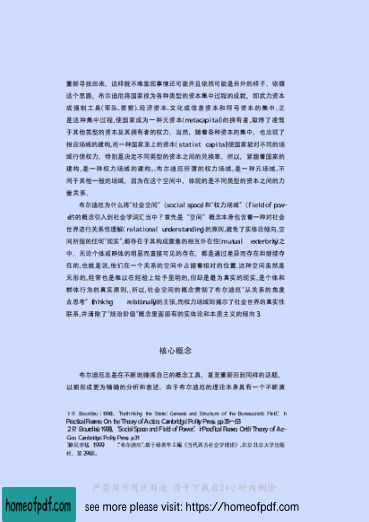 重新寻找回来，这样就不难发现事情还可能并且依然可能是另外的样子。依循
这个思路，布尔迪厄将国家视为各种类型的资本集中过程的成就，即武力资本
或强制工具(军队、警察)、经济资本、文化或信息资本和符号资本的集中。正
是这种集中过程，使国家成为一种元资本(metacapital)的拥有者，取得了凌驾
于其他类型的资本及其拥有者的权力。当然，随着各种资本的集中，也出现了
相应场域的建构，而一种国家至上的资本(statist capital)使国家能对不同的场
域行使权力，特别是决定不同类型的资本之间的兑换率。所以，紧跟着国家的
建构，是一种权力场域的建构。布尔迪厄所谓的权力场域，是一种元场域，不
同于其他一般的场域，因为在这个空间中，体现的是不同类型的资本之间的力
量关系。
布尔迪厄为什么将“社会空间”(social space)和“权力场域”(field of pow-
er)的概念引入到社会学词汇当中？首先是“空间”概念本身包含着一种对社会
世界进行关系性理解(relational understanding)的原则，避免了实体论倾向。空
间所指的任何“现实”，都存在于其构成要素的相互外在性(mutual exteriority)之
中。无论个体或群体的明显而直接可见的存在，都是通过差异而存在和继续存
在的，也就是说，他们在一个关系的空间中占据着相对的位置，这种空间虽然是
无形的，经常也是难以在经验上给予显明的，但却是最为真实的现实，是个体和
群体行为的真实原则。所以，社会空间的概念贯彻了布尔迪厄“从关系的角度
去思考”(thinking relationally)的主张，而权力场域则揭示了社会世界的真实性
联系，并清除了“统治阶级”概念里面固有的实体论和本质主义的倾向 3.
核心概念
布尔迪厄总是在不断的锤炼自己的概念工具，甚至重新回到同样的话题，
以期形成更为精确的分析和表述。由于布尔迪厄的理论本身具有一个不断演
1 P. Bourdieu (1998), “Rethinking the State: Genesis and Structure of the Bureaucratic Field”, in
Practical Reason: On the Theory of Action, Cambridge: Polity Press, pp.35–63
2 P. Bourdieu (1998), “Social Space and Field of Power” in Practical Reason: On the Theory of Ac-
tion, Cambridge: Polity Press, p.31
3 杨善华(1999) “布尔迪厄”，载于杨善华主编《当代西方社会学理论》，北京:北京大学出版
社，第 296页。
严禁用作商业阅读，请于下载后24小时内删除
homeofpdf.com
see more please visit: https://homeofpdf.com